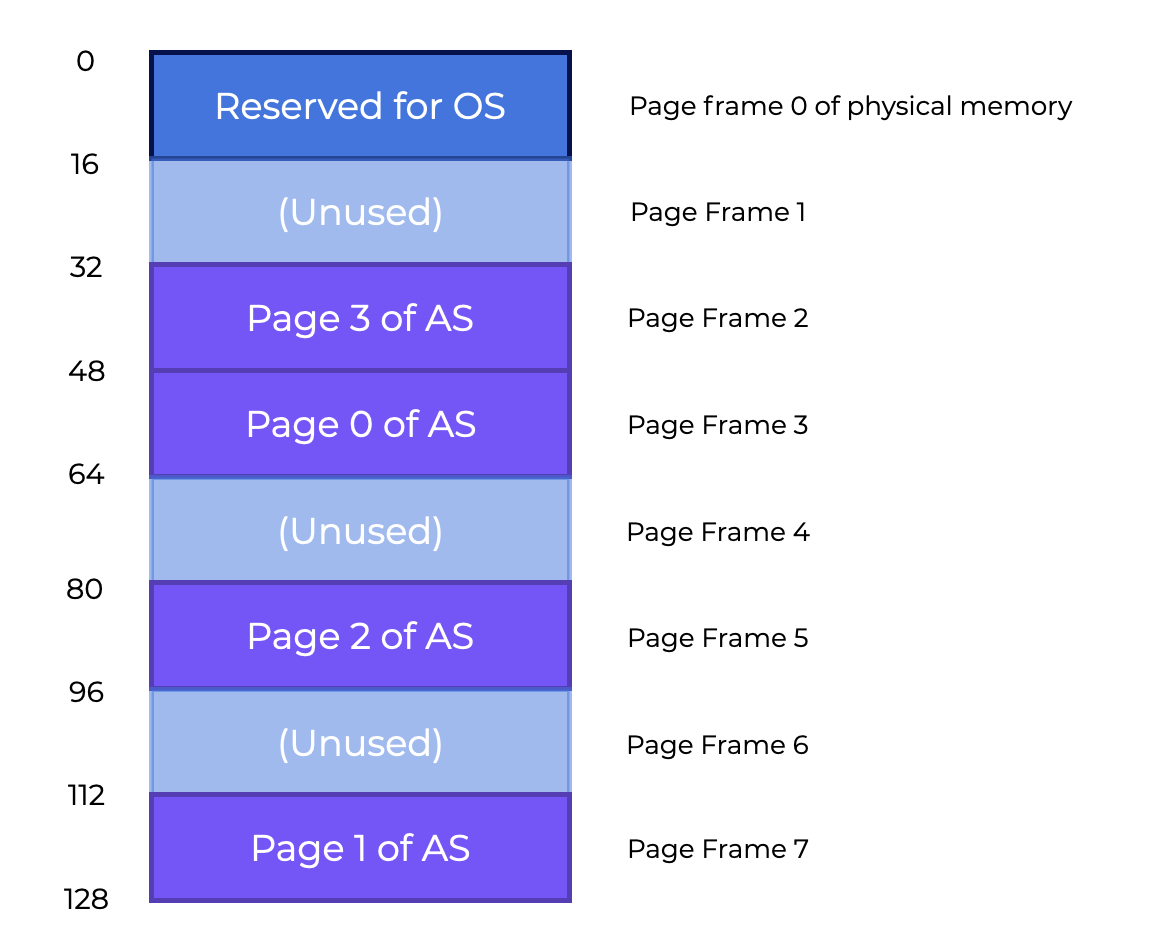 0
Reserved for OS
Page frame 0 of physical memory
16
(Unused)
Page Frame 1
32
Page 3 of AS
Page Frame 2
48
Page 0 of AS
Page Frame 3
64
(Unused)
Page Frame 4
80
Page 2 of AS
Page Frame 5
96
(Unused)
Page Frame 6
112
Page 1 of AS
Page Frame 7
128